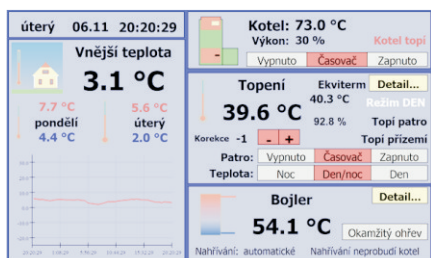 úterý 06.11 20:20:29
Vnější teplota
3.1 °C
7.7 °C 5.6 °C
pondělí úterý
4.4 °C 2.0 °C
Kotel: 73.0 °C
Výkon: 30 % Kotel topí
- Vypnuto Časovač Zapnuto
Topení Ekviterm Detail...
40.3 °C Režim DEN
39.6 °C 92.8 % Topí patro
Korekce -1 - + Topí přízemí
Patro: Vypnuto Časovač Zapnuto
Teplota: Noc Den/noc Den
Bojler Detail...
54.1 °C Okamžitý ohřev
Nahřívání: automatické Nahřívání neprobudí kotel